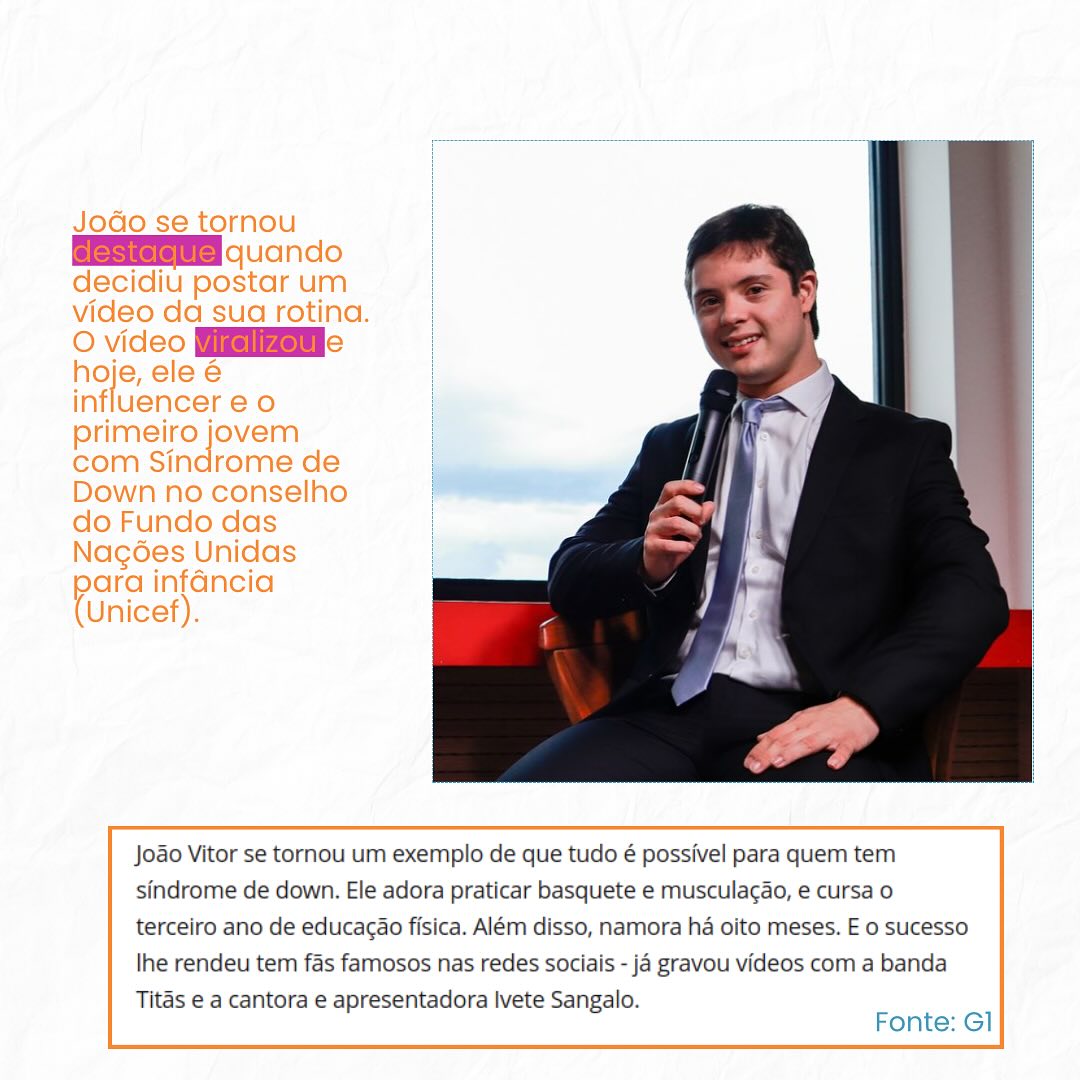 João se tornou
destaque quando
decidiu postar um
vídeo da sua rotina.
O vídeo viralizou e
hoje, ele é
influencer e o
primeiro jovem
com Síndrome de
Down no conselho
do Fundo das
Nações Unidas
para infância
(Unicef).
João Vitor se tornou um exemplo de que tudo é possível para quem tem
síndrome de down. Ele adora praticar basquete e musculação, e cursa o
terceiro ano de educação física. Além disso, namora há oito meses. E o sucesso
lhe rendeu tem fãs famosos nas redes sociais - já gravou vídeos com a banda
Titãs e a cantora e apresentadora Ivete Sangalo.
Fonte: G1